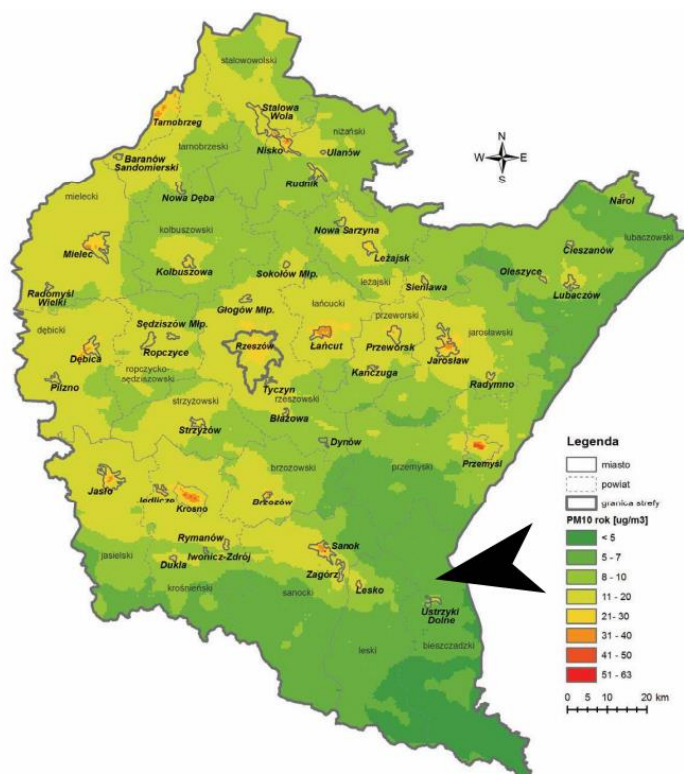 stalowowolski
Stalowa
Wola
Tarnobrzeg
niżański
Nisko
Ulanów
tarnobrzeski
Baranów
Sandomierski
Rudnik
N
W E
S
mielecki
Nowa Dęba
Narol
kolbuszowski
Nowa Sarzyna
Cieszanów
lubaczowski
Mielec
Leżajsk
Kolbuszowa
Sokołów Młp.
Oleszyce
leżajski
Sieniawa
Lubaczów
Radomyśl
Wielki
Głogów Młp.
łańcucki
przeworski
dębicki
Sędziszów Młp.
jarosławski
Rzeszów
Łańcut
Przeworsk
Dębica
Ropczyce
Jarosław
ropczycko-
sędziszowski
Kańczuga
Radymno
Pilzno
Tyczyn
strzyżowski
rzeszowski
Błażowa
Strzyżów
Dynów
Przemyśl
brzozowski
przemyski
Jasło
Jedlicze
Krosno
Brzozów
Rymanów
Sanok
jasielski
Iwonicz-Zdrój
Dukla
Zagórz
Lesko
krośnieński
sanocki
Ustrzyki
Dolne
leski
bieszczadzki
Legenda
miasto
powiat
granica strefy
PM10 rok [ug/m3]
< 5
5 - 7
8 - 10
11 - 20
21- 30
31 - 40
41 - 50
51 - 63
0 5 10 20 km